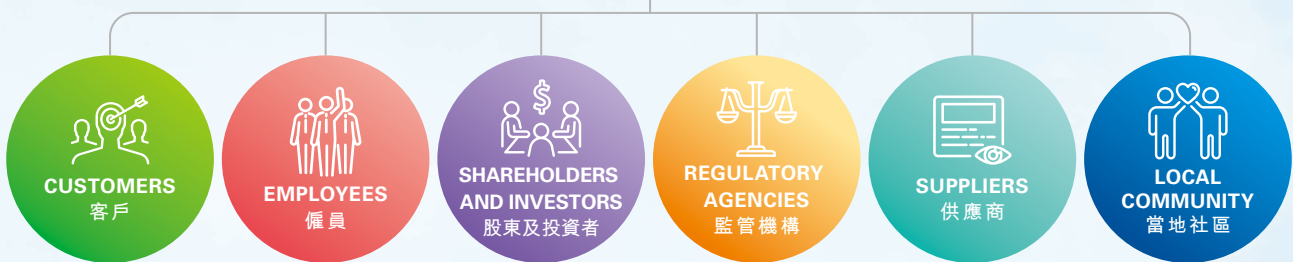 CUSTOMERS
客戶
EMPLOYEES
僱員
SHAREHOLDERS
AND INVESTORS
股東及投資者
REGULATORY
AGENCIES
監管機構
SUPPLIERS
供應商
LOCAL
COMMUNITY
當地社區